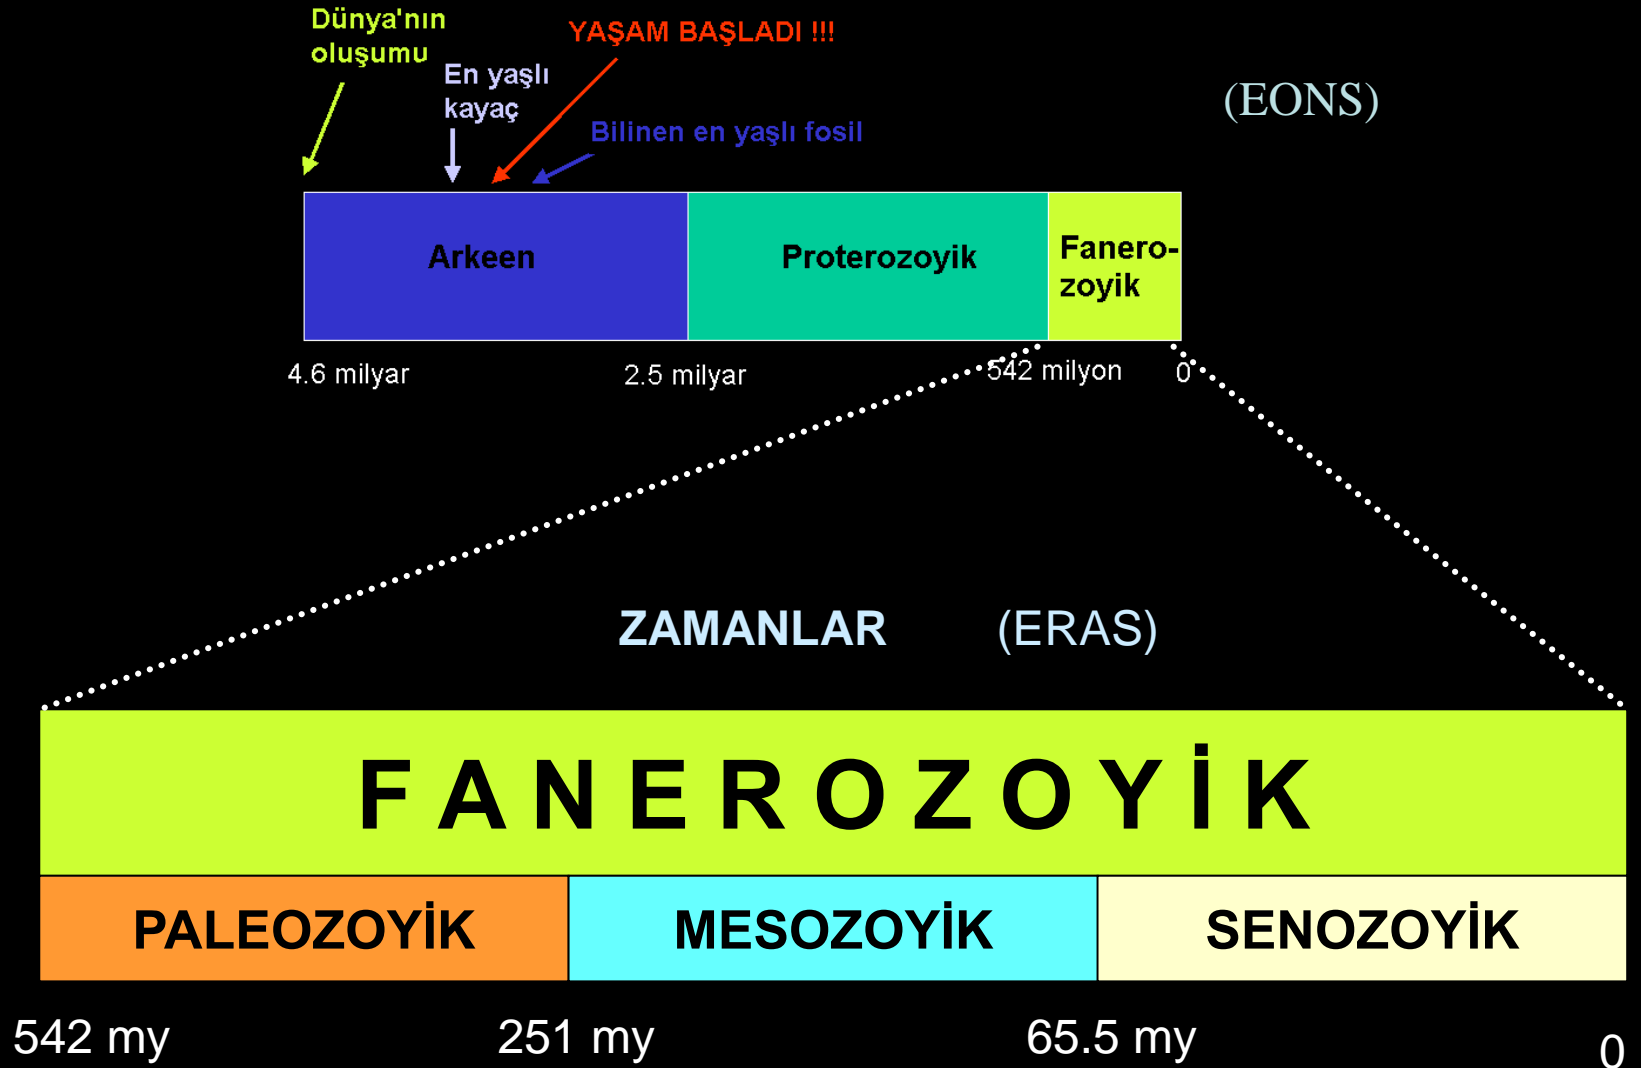 Dünya'nın
oluşumu
YAŞAM BAŞLADI !!!
En yaşlı
kayaç
(EONS)
Bilinen en yaşlı fosil
Arkeen
Proterozoyik
Fanero-
zoyik
4.6 milyar
2.5 milyar
542 milyon
0
ZAMANLAR (ERAS)
FANEROZOYİK
PALEOZOYİK
MESOZOYİK
SENOZOYİK
542 my
251 my
65.5 my
0